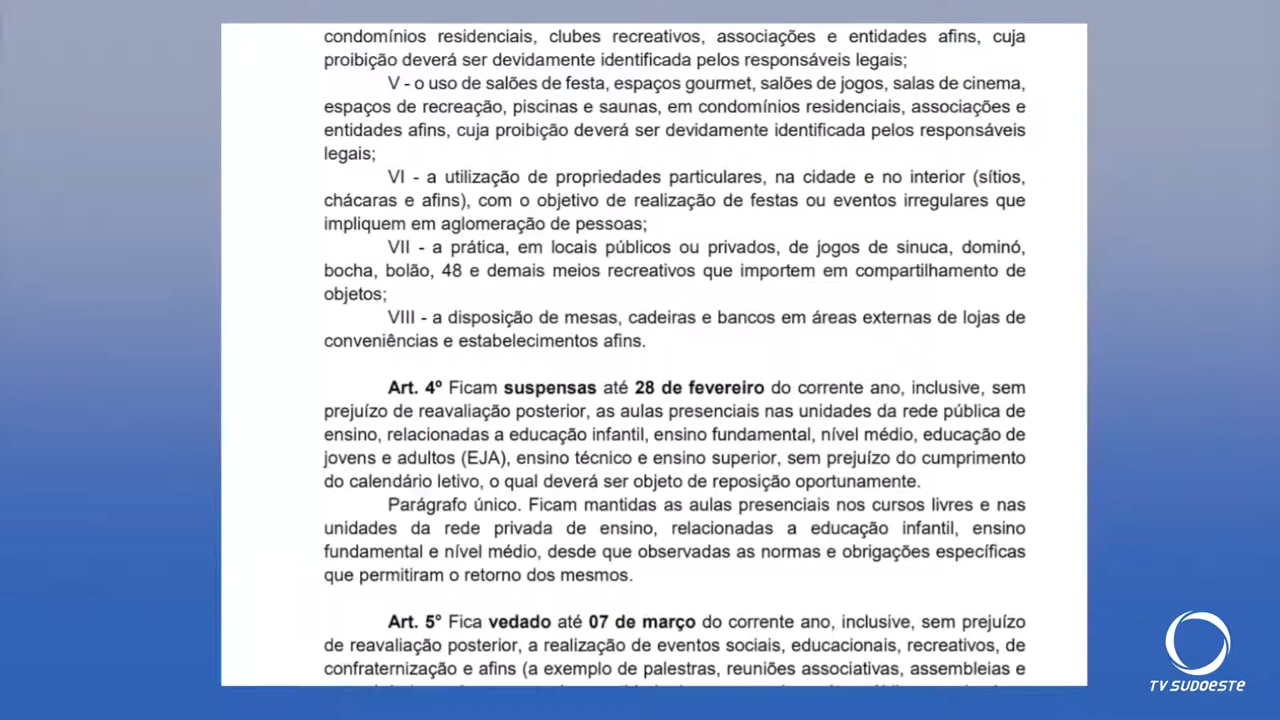 condomínios residenciais, clubes recreativos, associações e entidades afins, cuja
proibição deverá ser devidamente identificada pelos responsáveis legais;
V - o uso de salões de festa, espaços gourmet, salões de jogos, salas de cinema,
espaços de recreação, piscinas e saunas, em condomínios residenciais, associações e
entidades afins, cuja proibição deverá ser devidamente identificada pelos responsáveis
legais;
VI - a utilização de propriedades particulares, na cidade e no interior (sítios,
chácaras e afins), com o objetivo de realização de festas ou eventos irregulares que
impliquem em aglomeração de pessoas;
VII - a prática, em locais públicos ou privados, de jogos de sinuca, dominó,
bocha, bolão, 48 e demais meios recreativos que importem em compartilhamento de
objetos;
VIII - a disposição de mesas, cadeiras e bancos em áreas externas de lojas de
conveniências e estabelecimentos afins.
Art. 4º Ficam suspensas até 28 de fevereiro do corrente ano, inclusive, sem
prejuízo de reavaliação posterior, as aulas presenciais nas unidades da rede pública de
ensino, relacionadas a educação infantil, ensino fundamental, nível médio, educação de
jovens e adultos (EJA), ensino técnico e ensino superior, sem prejuízo do cumprimento
do calendário letivo, o qual deverá ser objeto de reposição oportunamente.
Parágrafo único. Ficam mantidas as aulas presenciais nos cursos livres e nas
unidades da rede privada de ensino, relacionadas a educação infantil, ensino
fundamental e nível médio, desde que observadas as normas e obrigações específicas
que permitiram o retorno dos mesmos.
Art. 5° Fica vedado até 07 de março do corrente ano, inclusive, sem prejuízo
de reavaliação posterior, a realização de eventos sociais, educacionais, recreativos, de
confraternização e afins (a exemplo de palestras, reuniões associativas, assembleias e
TV SUDOESTE